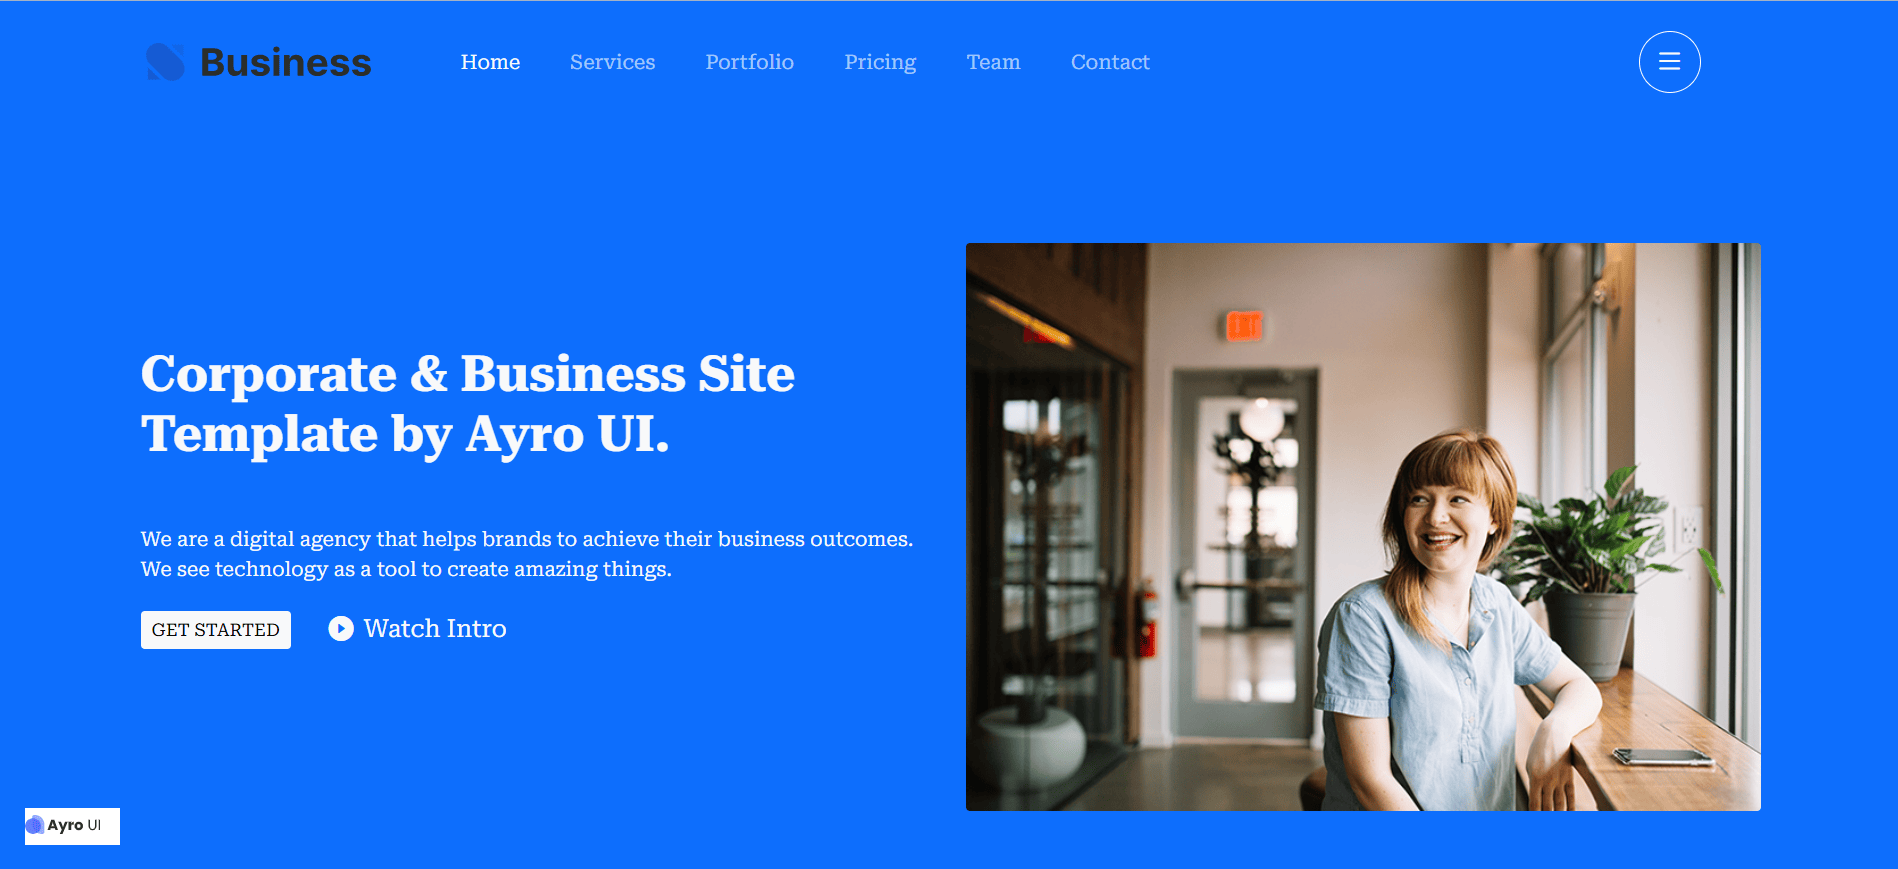 Business
Home Services Portfolio Pricing Team Contact
Corporate & Business Site
Template by Ayro UI.
We are a digital agency that helps brands to achieve their business outcomes.
We see technology as a tool to create amazing things.
GET STARTED Watch Intro
Ayro UI